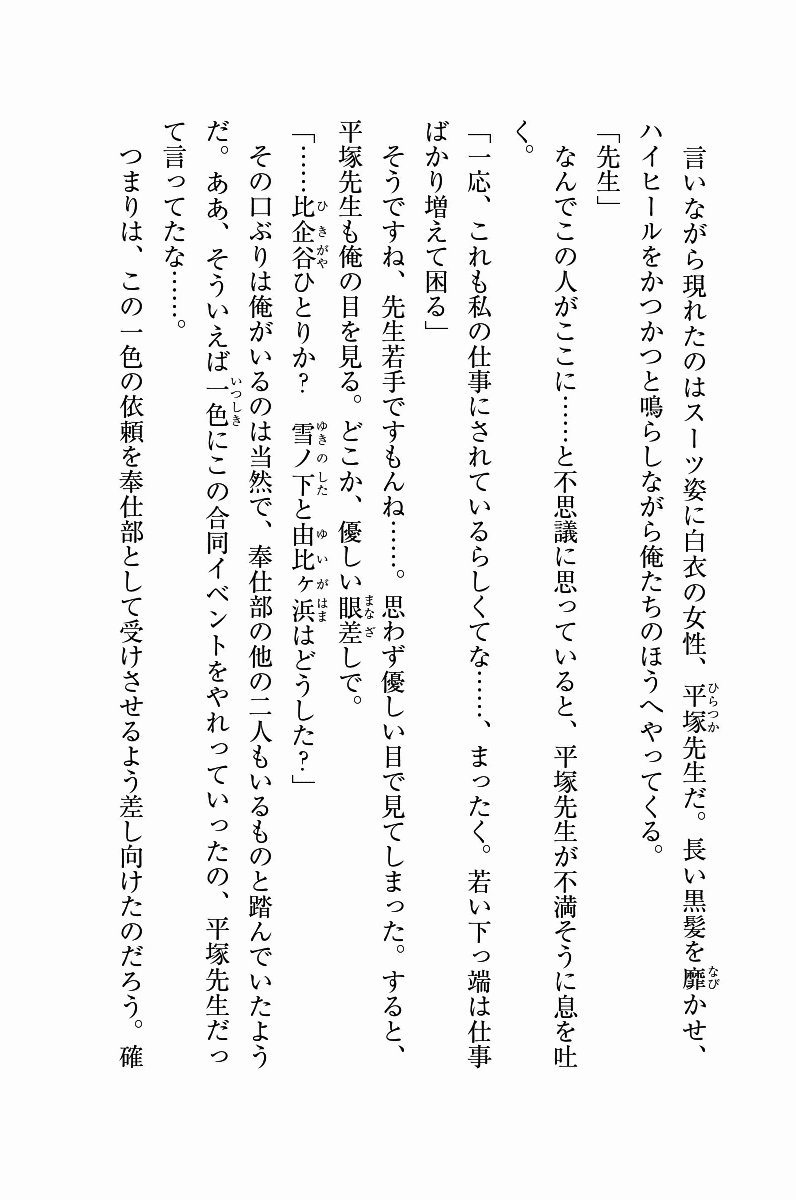 言いながら現れたのはスーツ姿に白衣の女性、平塚先生だ。長い黒髪を靡かせ、
ハイヒールをかつかつと鳴らしながら俺たちのほうへやってくる。
「先生」
なんでこの人がここに……と不思議に思っていると、平塚先生が不満そうに息を吐
く。
「一応、これも私の仕事にされているらしくてな……、まったく。若い下っ端は仕事
ばかり増えて困る」
そうですね、先生若手ですもんね……。思わず優しい目で見てしまった。すると、
平塚先生も俺の目を見る。どこか、優しい眼差しで。
「……比企谷ひとりか？　雪ノ下と由比ヶ浜はどうした？」
その口ぶりは俺がいるのは当然で、奉仕部の他の二人もいるものと踏んでいたよう
だ。ああ、そういえば一色にこの合同イベントをやれっていったの、平塚先生だっ
て言ってたな……。
つまりは、この一色の依頼を奉仕部として受けさせるよう差し向けたのだろう。確